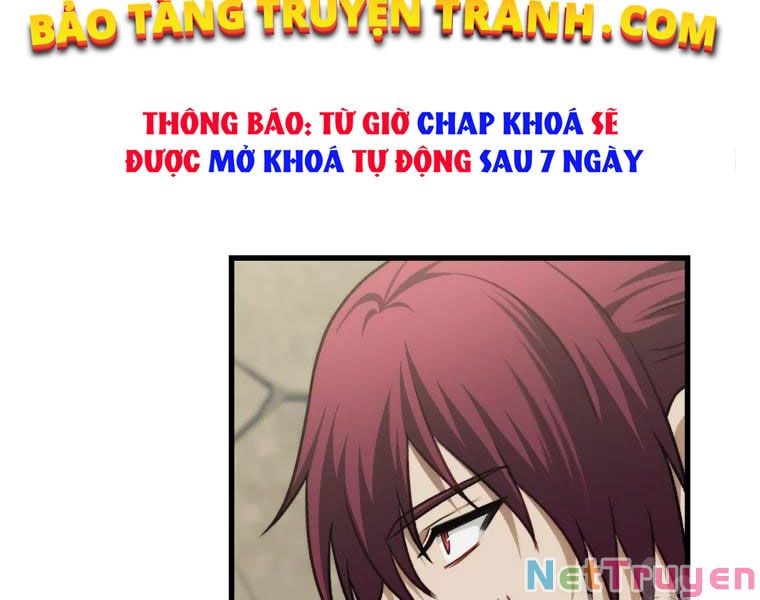 BẢO TÀNG TRUYỆN TRANH.COM
THÔNG BÁO: TỪ GIỜ CHAP KHOÁ SẼ
ĐƯỢC MỞ KHOÁ TỰ ĐỘNG SAU 7 NGÀY
NetTruyen